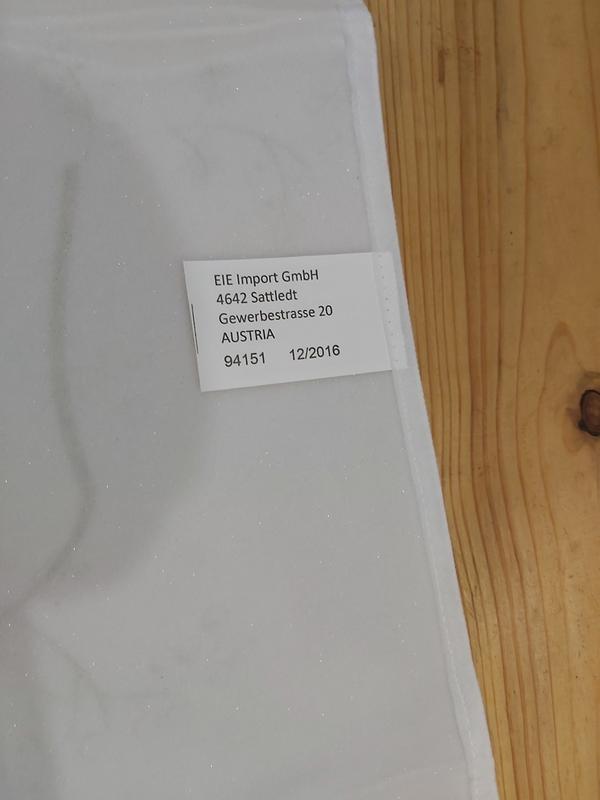 EIE Import GmbH
4642 Sattledt
Gewerbestrasse 20
AUSTRIA
94151 12/2016